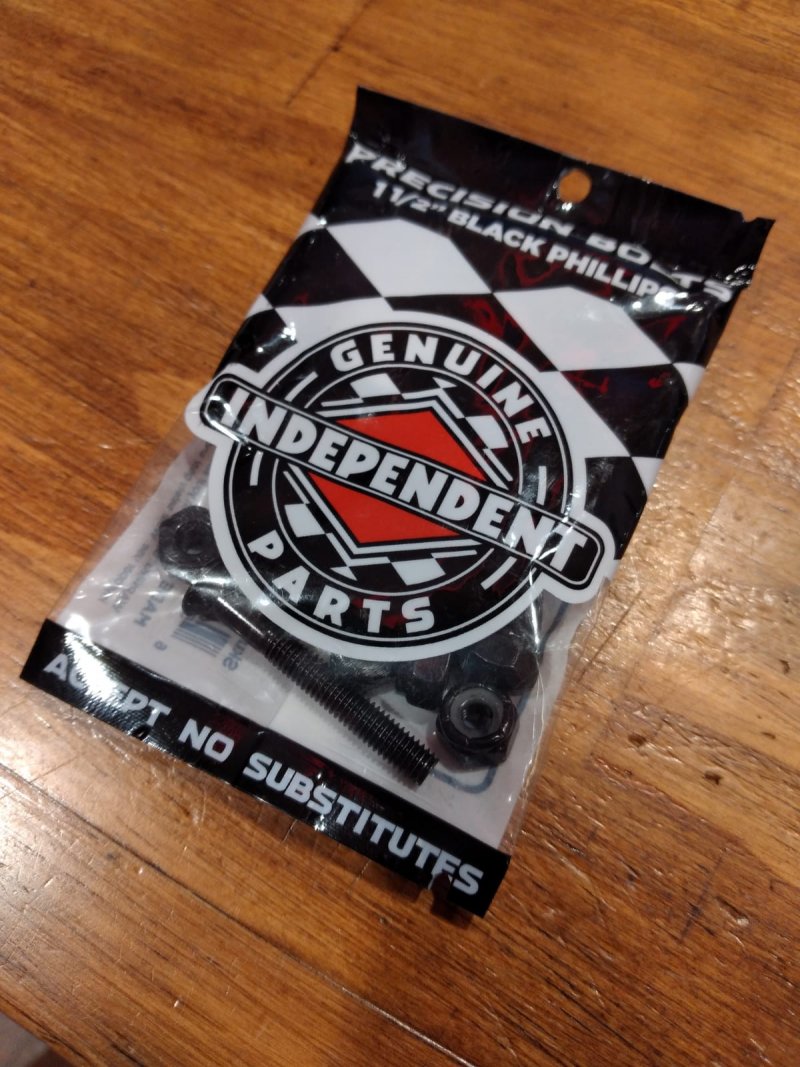 PRECISION BOLTS
1 1/2" BLACK PHILLIPS
GENUINE
INDEPENDENT
PARTS
ACCEPT NO SUBSTITUTES